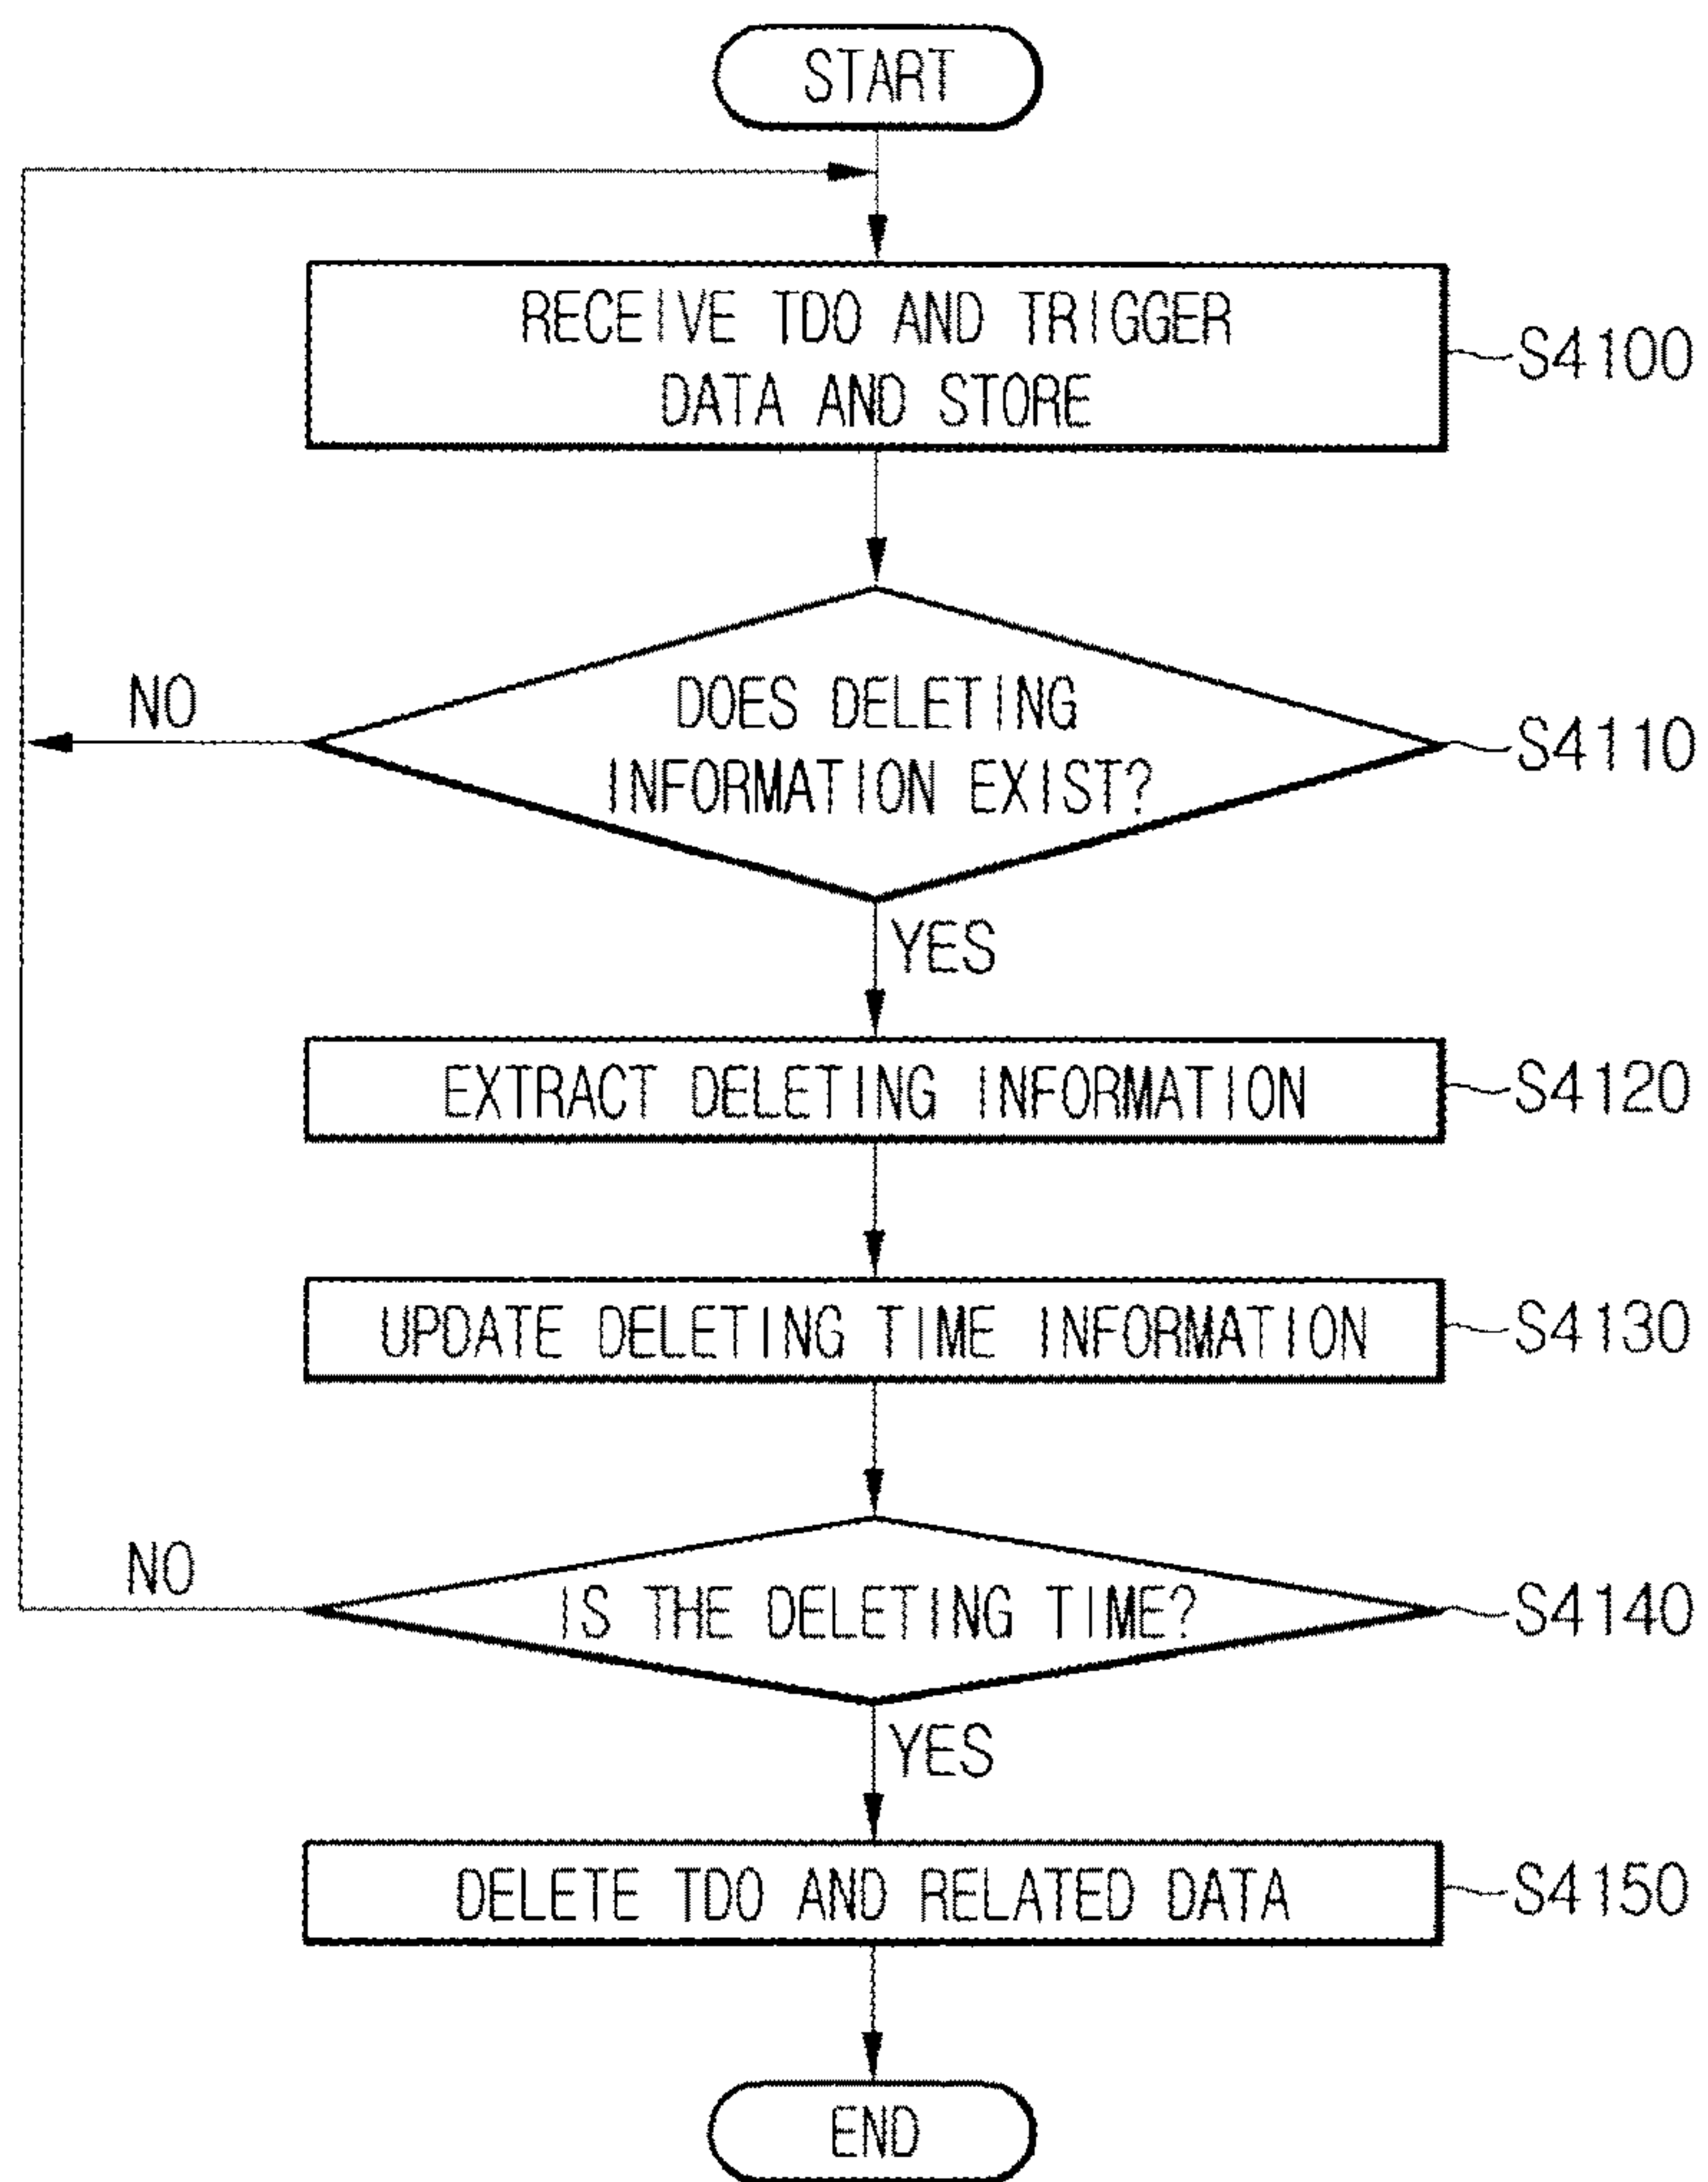 START
RECEIVE TDO AND TRIGGER
DATA AND STORE
S4100
NO
DOES DELETING
INFORMATION EXIST?
S4110
YES
EXTRACT DELETING INFORMATION
S4120
UPDATE DELETING TIME INFORMATION
S4130
NO
IS THE DELETING TIME?
S4140
YES
DELETE TDO AND RELATED DATA
S4150
END